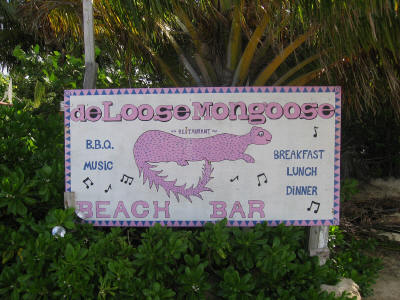 de Loose Mongoose
~ RESTAURANT ~
B.B.Q.
MUSIC
BREAKFAST
LUNCH
DINNER
BEACH BAR